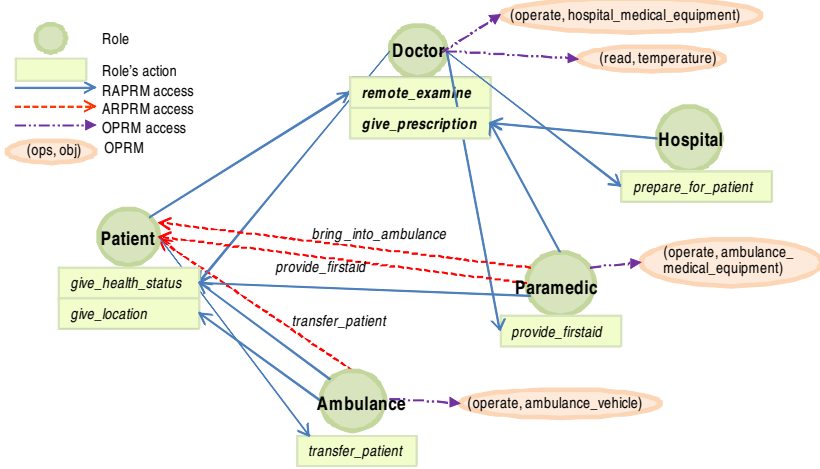 Role
Role's action
RAPRM access
ARPRM access
OPRM access
(ops, obj)
OPRM
(operate, hospital_medical_equipment)
Doctor
(read, temperature)
remote_examine
give_prescription
Hospital
prepare_for_patient
Patient
bring_into_ambulance
provide_firstaid
give_health_status
give_location
(operate, ambulance_
medical_equipment)
Paramedic
provide_firstaid
transfer_patient
Ambulance
(operate, ambulance_vehicle)
transfer_patient